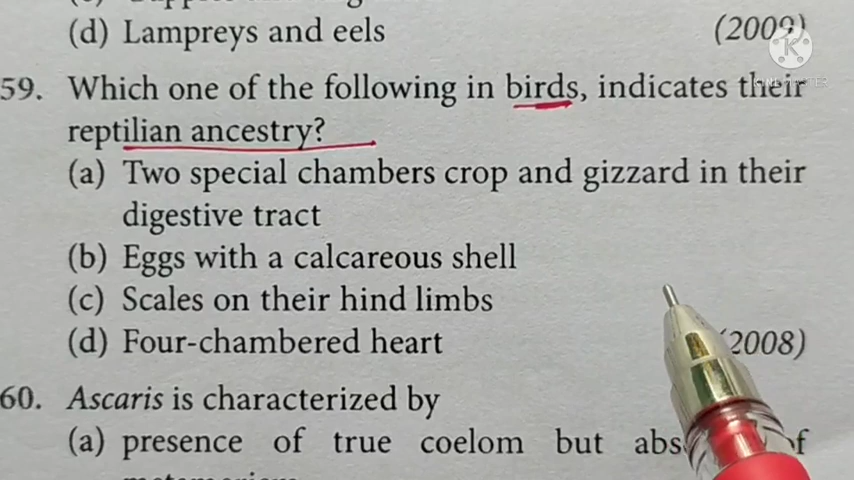 (d) Lampreys and eels (2009)
59. Which one of the following in birds, indicates their
reptilian ancestry?
(a) Two special chambers crop and gizzard in their
digestive tract
(b) Eggs with a calcareous shell
(c) Scales on their hind limbs
(d) Four-chambered heart (2008)
60. Ascaris is characterized by
(a) presence of true coelom but of